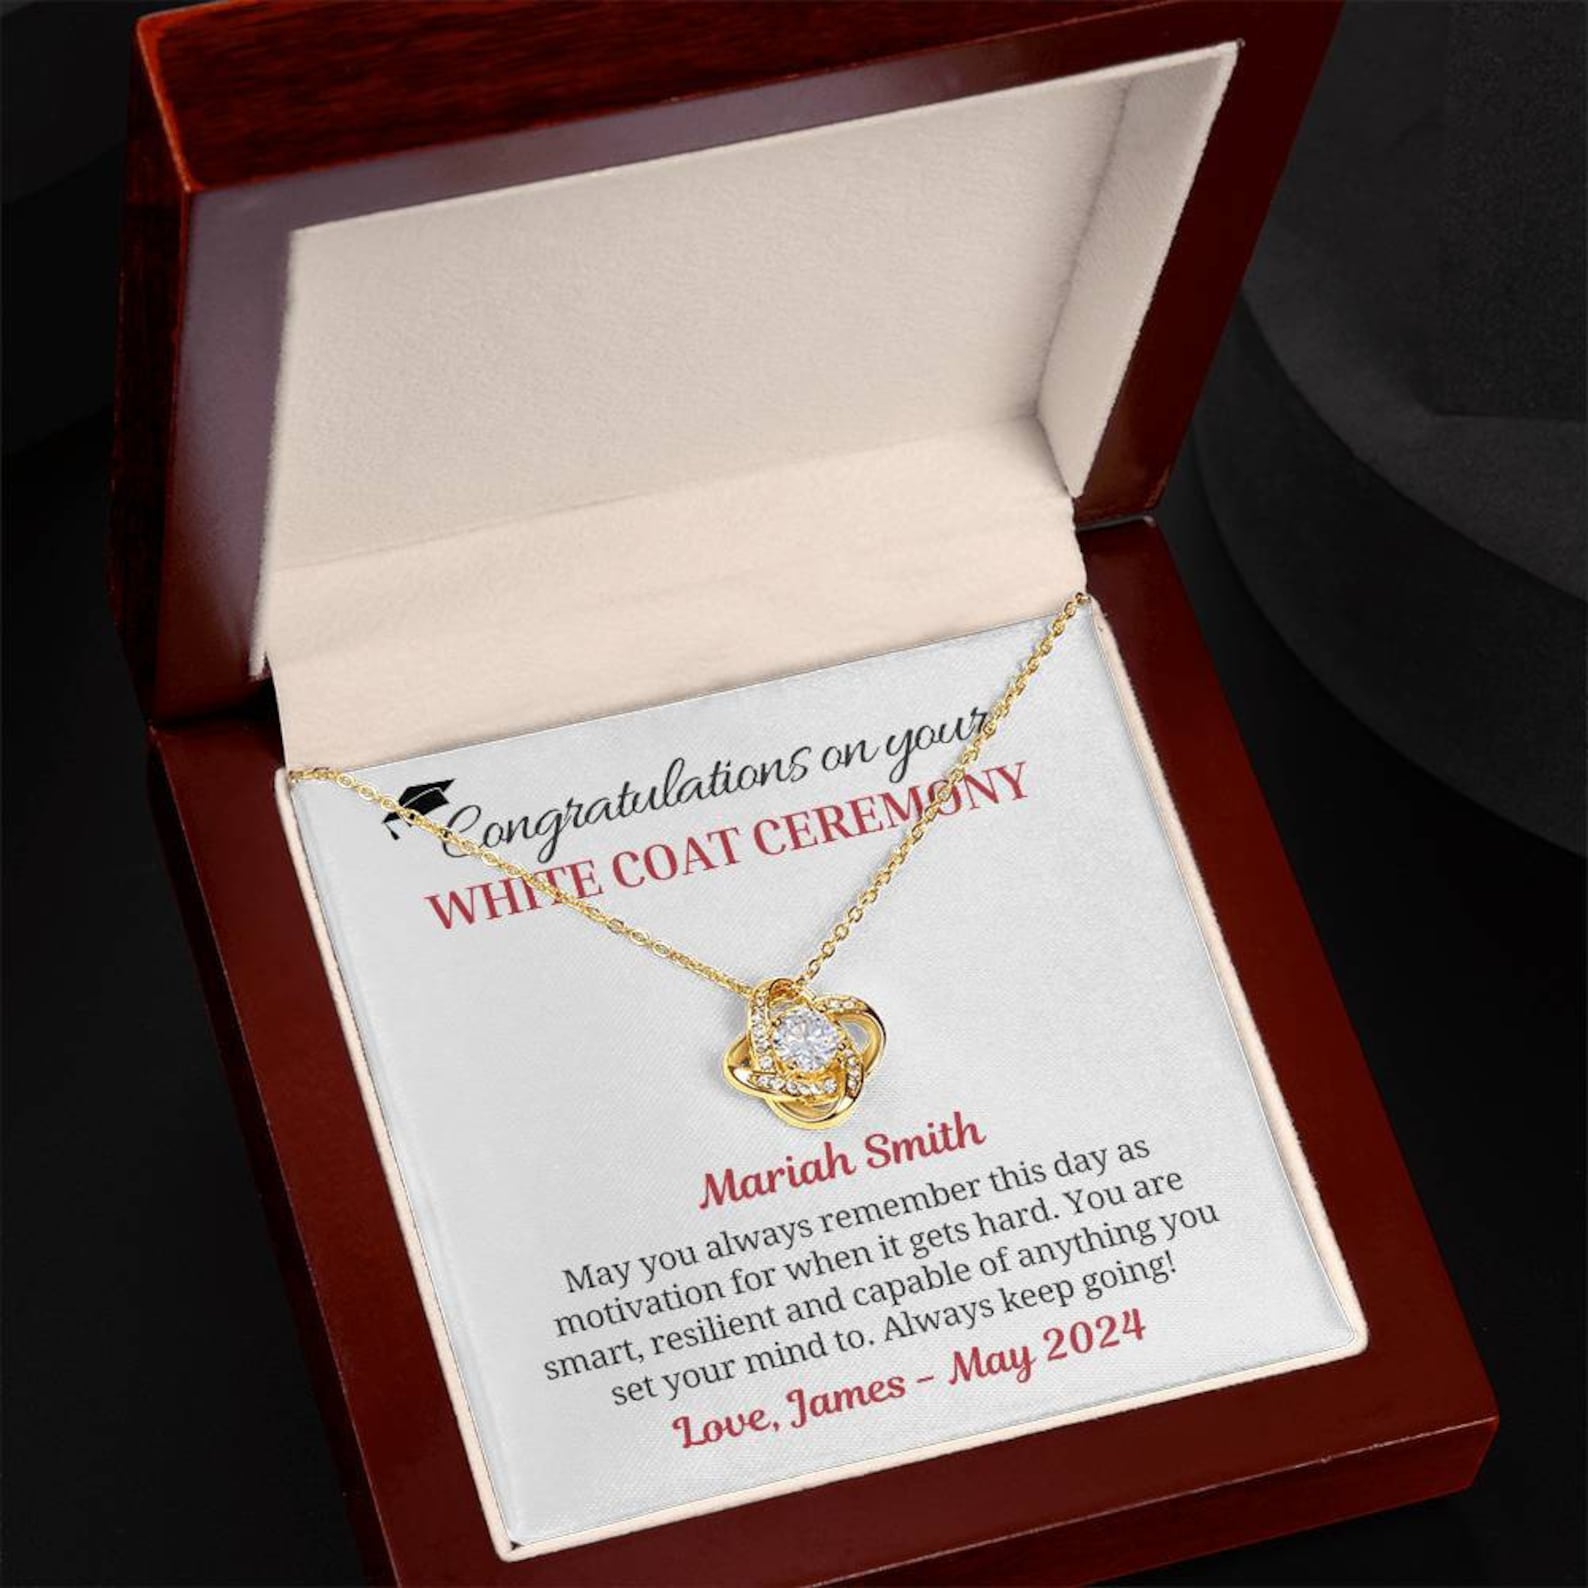 Congratulations on your
WHITE COAT CEREMONY
Mariah Smith
May you always remember this day as
motivation for when it gets hard. You are
smart, resilient and capable of anything you
set your mind to. Always keep going!
Love, James - May 2024